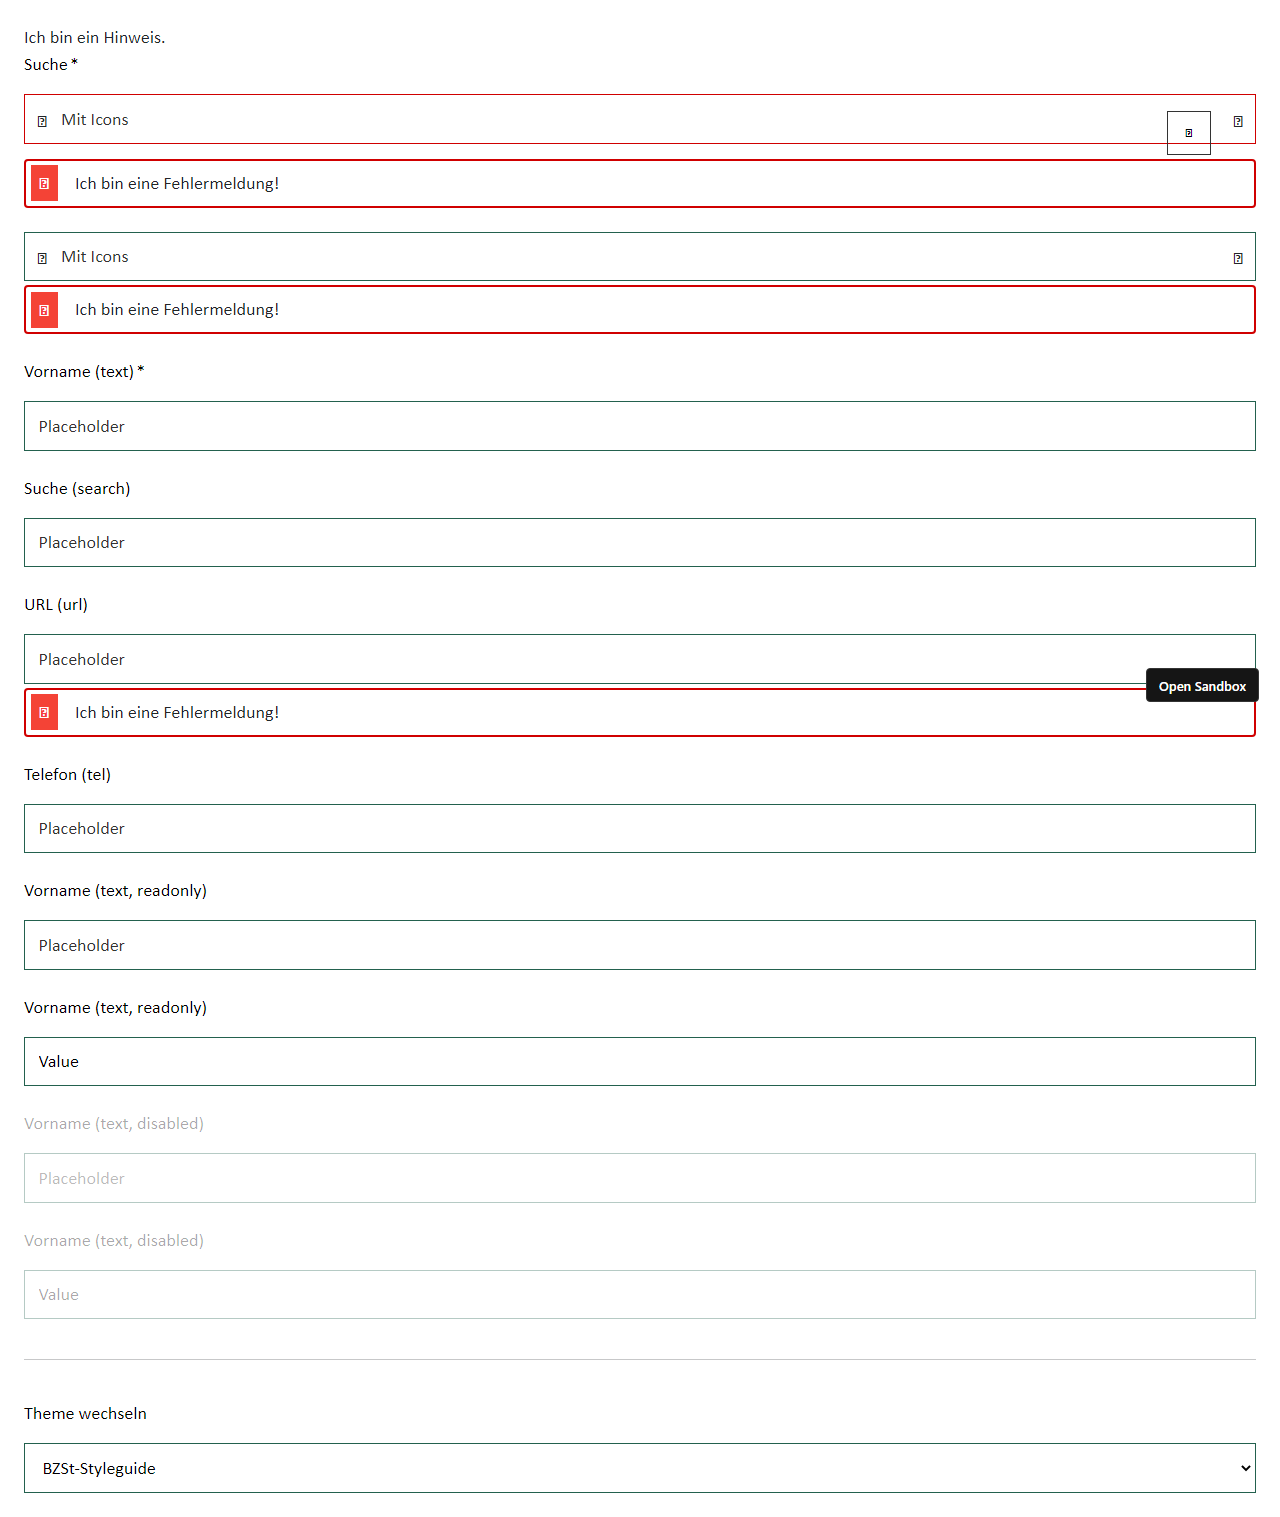 Ich bin ein Hinweis.
Suche *
Mit Icons
Ich bin eine Fehlermeldung!
Mit Icons
Ich bin eine Fehlermeldung!
Vorname (text) *
Placeholder
Suche (search)
Placeholder
URL (url)
Placeholder
Open Sandbox
Ich bin eine Fehlermeldung!
Telefon (tel)
Placeholder
Vorname (text, readonly)
Placeholder
Vorname (text, readonly)
Value
Vorname (text, disabled)
Placeholder
Vorname (text, disabled)
Value
Theme wechseln
BZSt-Styleguide